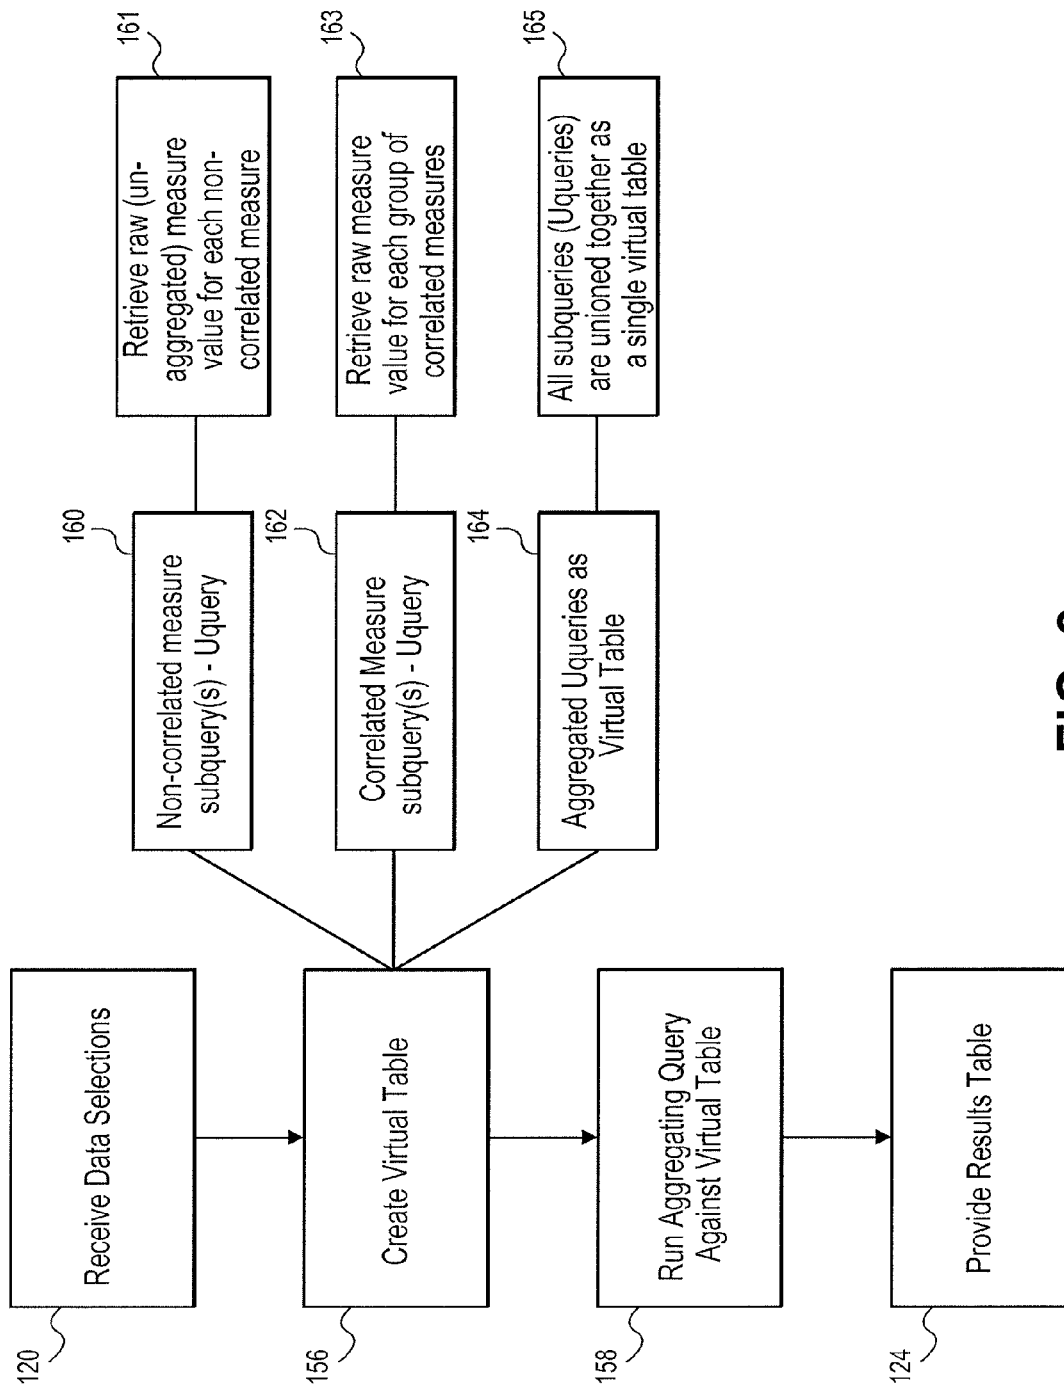 120
Receive Data Selections
156
Create Virtual Table
158
Run Aggregating Query
Against Virtual Table
124
Provide Results Table
160
Non-correlated measure
subquery(s) - Uquery
161
Retrieve raw (un-
aggregated) measure
value for each non-
correlated measure
162
Correlated Measure
subquery(s) - Uquery
163
Retrieve raw measure
value for each group of
correlated measures
164
Aggregated Uqueries as
Virtual Table
165
All subqueries (Uqueries)
are unioned together as
a single virtual table
FIG.